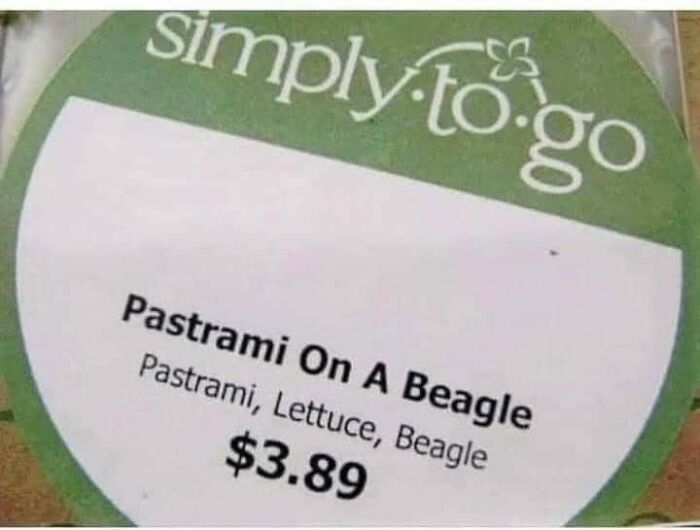 simply·to·go
Pastrami On A Beagle
Pastrami, Lettuce, Beagle
$3.89